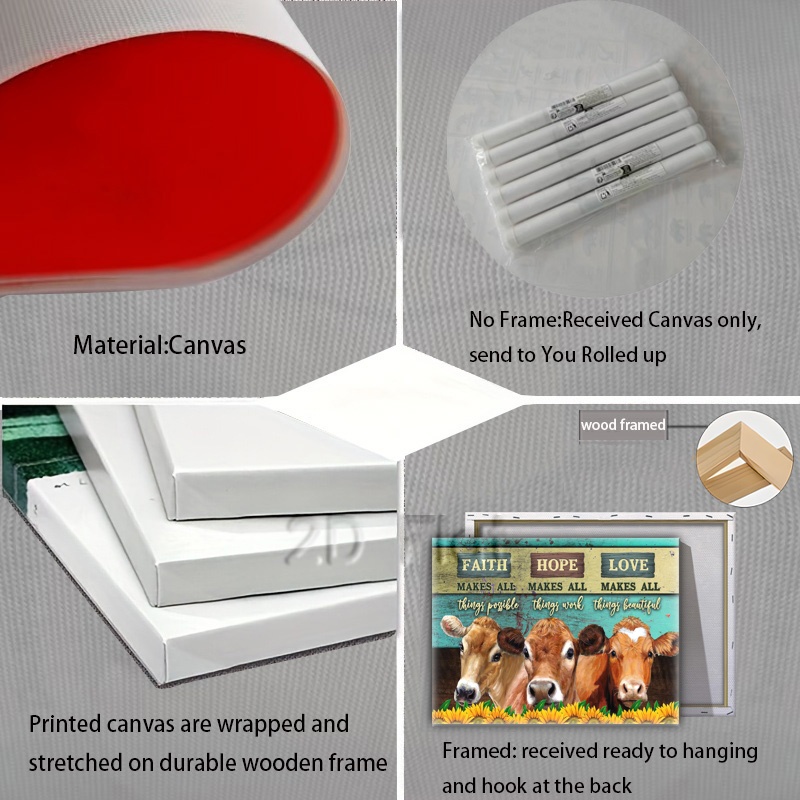 Material:Canvas
No Frame:Received Canvas only,
send to You Rolled up
Printed canvas are wrapped and
stretched on durable wooden frame
wood framed
FAITH HOPE LOVE
MAKES ALL MAKES ALL MAKES ALL
things possible things work things beautiful
Framed: received ready to hanging
and hook at the back